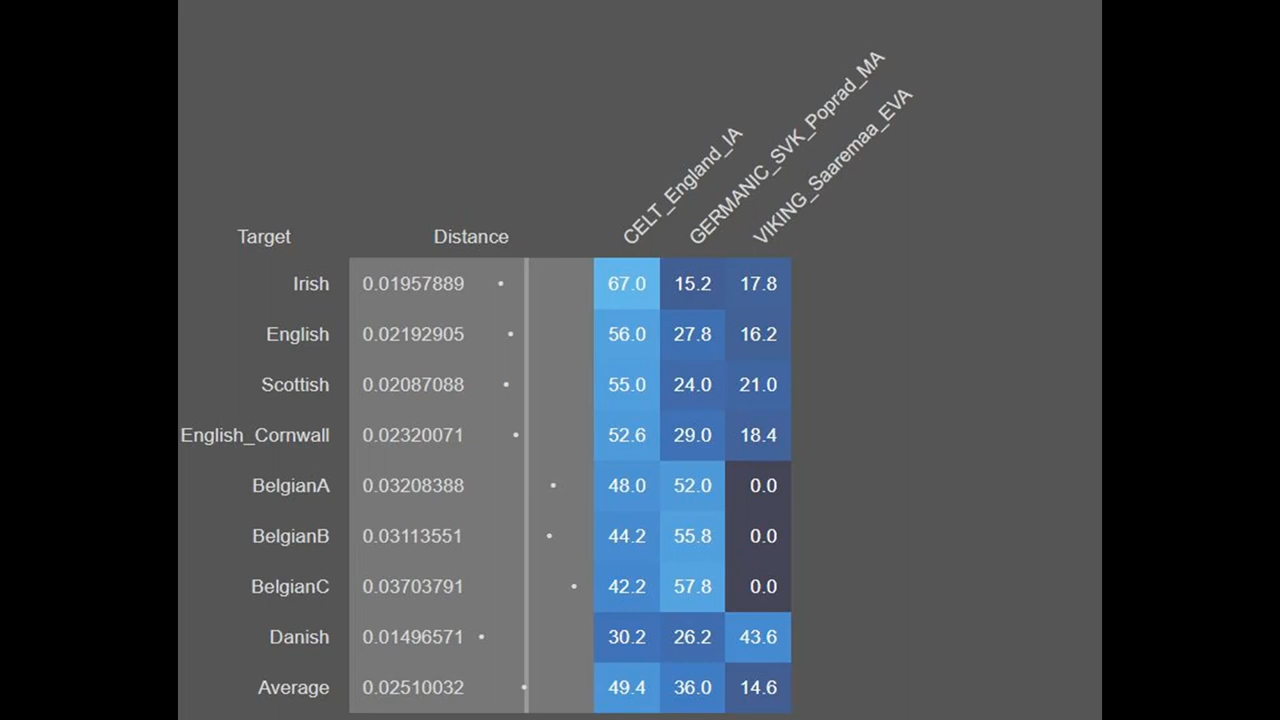 CELT_England_IA
GERMANIC_SVK_Poprad_MA
VIKING_Saaremaa_EVA
Target Distance
Irish 0.01957889 67.0 15.2 17.8
English 0.02192905 56.0 27.8 16.2
Scottish 0.02087088 55.0 24.0 21.0
English_Cornwall 0.02320071 52.6 29.0 18.4
BelgianA 0.03208388 48.0 52.0 0.0
BelgianB 0.03113551 44.2 55.8 0.0
BelgianC 0.03703791 42.2 57.8 0.0
Danish 0.01496571 30.2 26.2 43.6
Average 0.02510032 49.4 36.0 14.6